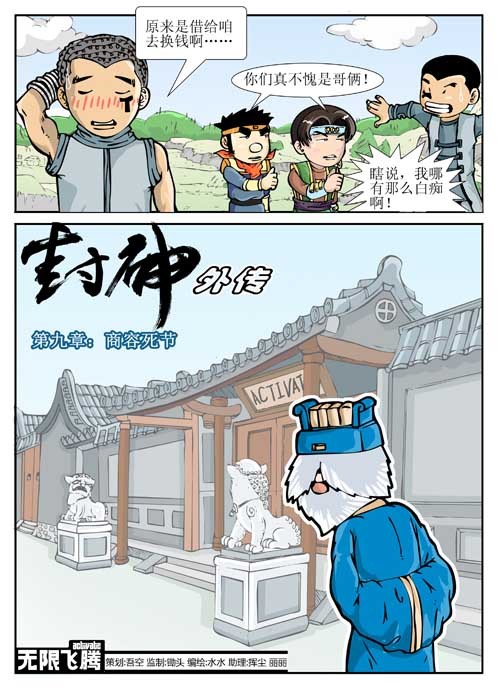 原来是借给咱
去换钱啊……
你们真不愧是哥俩！
瞎说，我哪
有那么白痴
啊！
封神
外传
第九章：商容死节
ACTIVAT
activate
无限飞腾
策划:吾空 监制:锄头 编绘:水水 助理:挥尘 丽丽